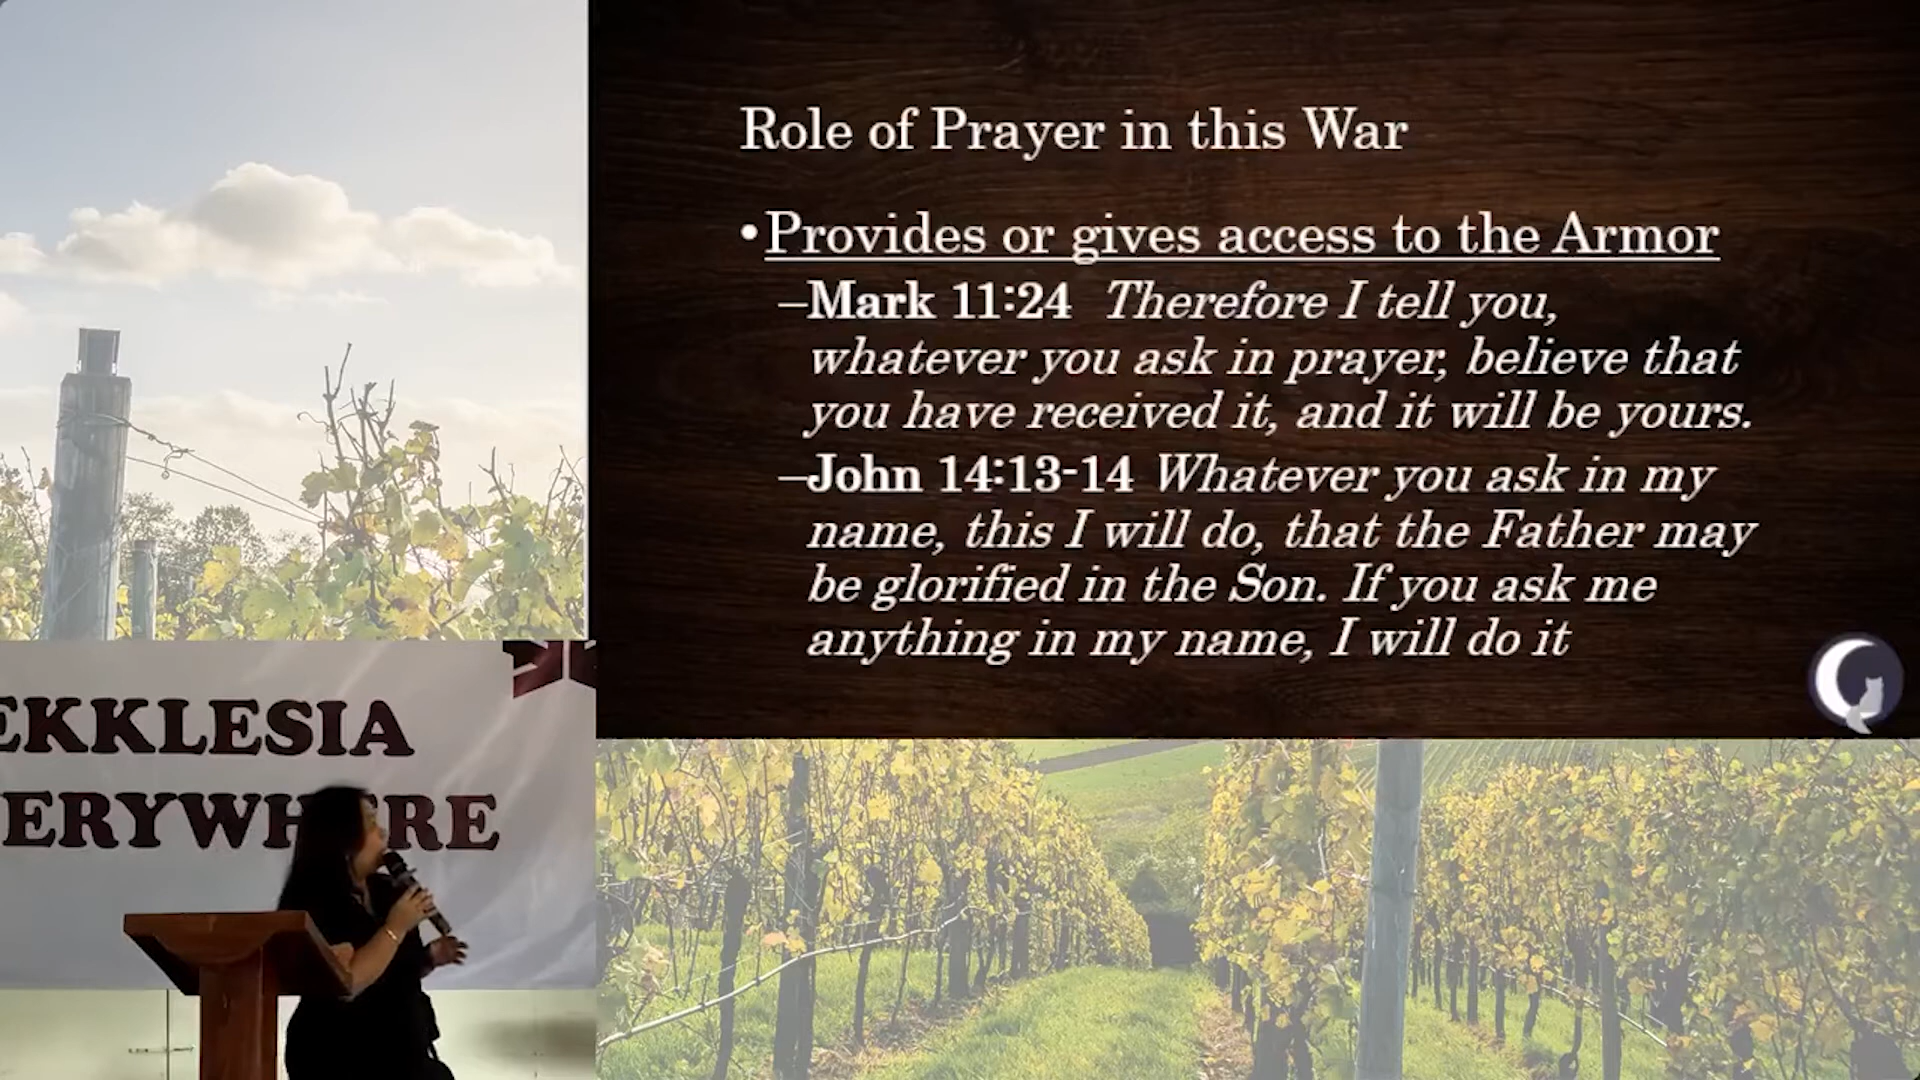 Role of Prayer in this War
•Provides or gives access to the Armor
–Mark 11:24 Therefore I tell you,
whatever you ask in prayer, believe that
you have received it, and it will be yours.
–John 14:13-14 Whatever you ask in my
name, this I will do, that the Father may
be glorified in the Son. If you ask me
anything in my name, I will do it
EKKLESIA
ERYWHERE